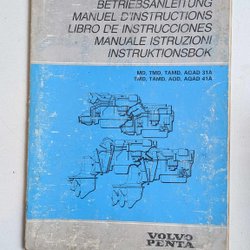 BETRIEBSANLEITUNG
MANUEL D'INSTRUCTIONS
LIBRO DE INSTRUCCIONES
MANUALE ISTRUZIONI
INSTRUKTIONSBOK
MD, TMD, TAMD, AQAD 31A
TMD, TAMD, AQD, AQAD 41A
VOLVO
PENTA